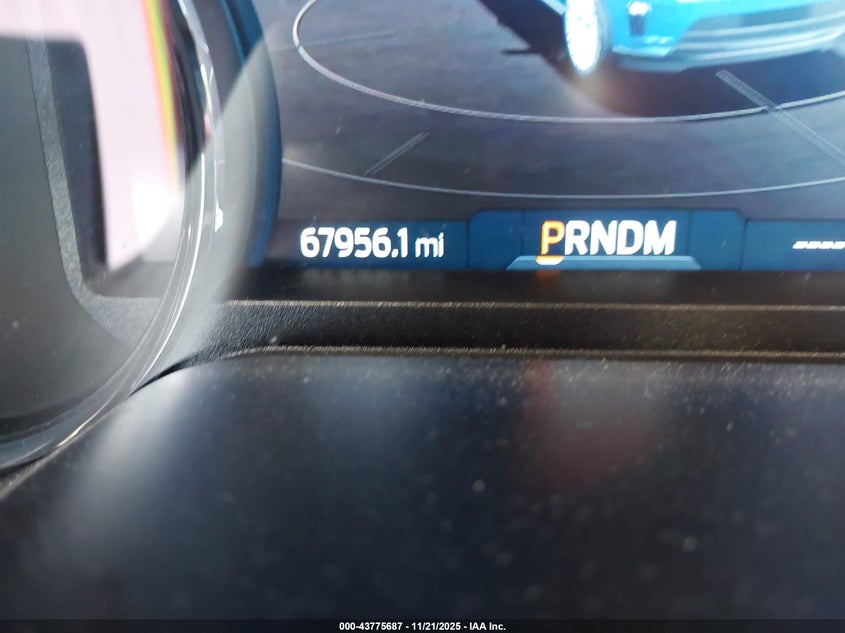 67956.1 mi PRNDM
000-43775687 - 11/21/2025 - IAA Inc.